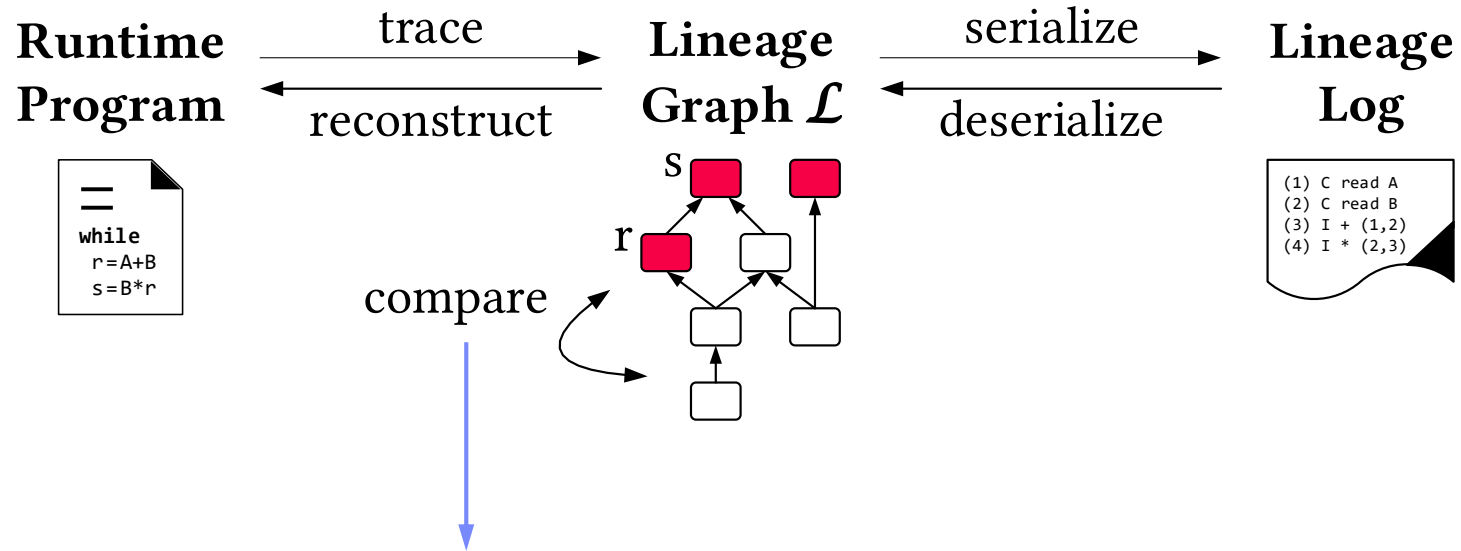 Runtime
Program
trace
reconstruct
Lineage
Graph ℒ
serialize
deserialize
Lineage
Log
while
r=A+B
s=B*r
s
r
compare
(1) C read A
(2) C read B
(3) I + (1,2)
(4) I * (2,3)